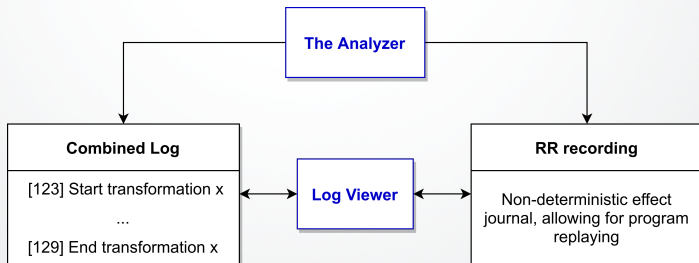 The Analyzer
Combined Log
[123] Start transformation x
...
[129] End transformation x
Log Viewer
RR recording
Non-deterministic effect
journal, allowing for program
replaying